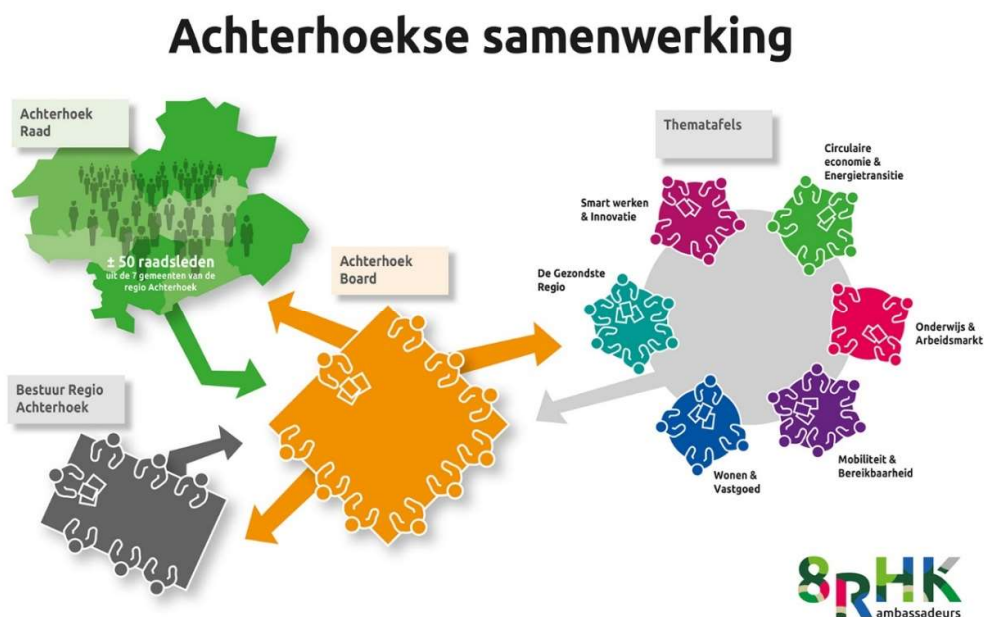 Achterhoekse samenwerking
Achterhoek
Raad
± 50 raadsleden
uit de 7 gemeenten van de
regio Achterhoek
Achterhoek
Board
Bestuur Regio
Achterhoek
Thematafels
Circulaire
economie &
Energietransitie
Smart werken
& Innovatie
De Gezondste
Regio
Onderwijs &
Arbeidsmarkt
Mobiliteit &
Bereikbaarheid
Wonen &
Vastgoed
8RHK
ambassadeurs